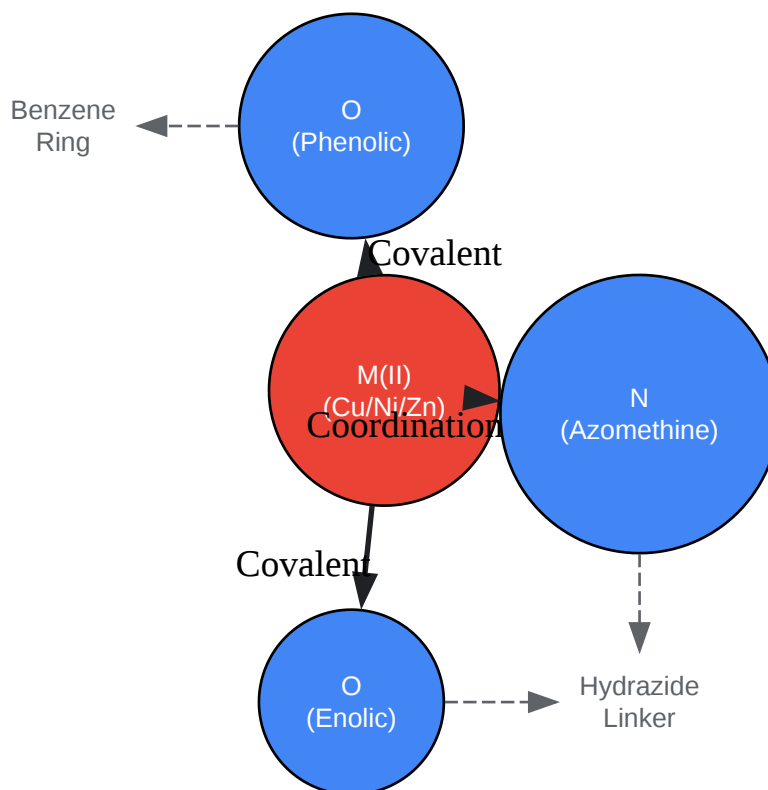 O
(Phenolic)
Benzene
Ring
Covalent
M(II)
(Cu/Ni/Zn)
Coordination
N
(Azomethine)
Covalent
O
(Enolic)
Hydrazide
Linker